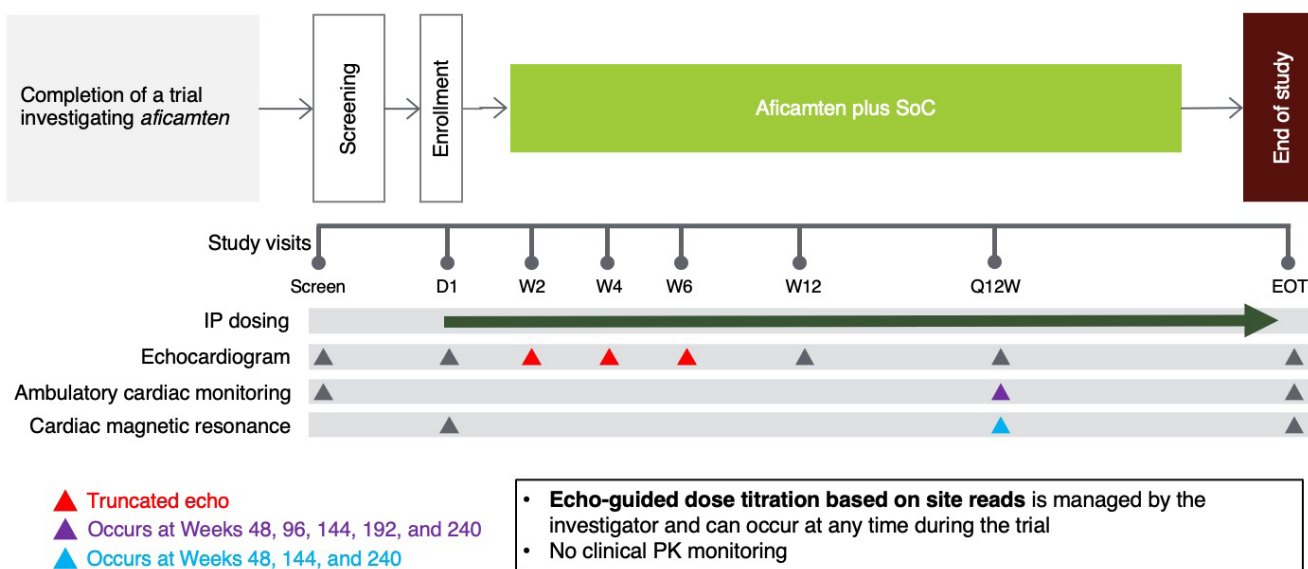 Completion of a trial
investigating aficamten
Screening
Enrollment
Aficamten plus SoC
End of study
Study visits
Screen
D1
W2
W4
W6
W12
Q12W
EOT
IP dosing
Echocardiogram
Ambulatory cardiac monitoring
Cardiac magnetic resonance
Truncated echo
Occurs at Weeks 48, 96, 144, 192, and 240
Occurs at Weeks 48, 144, and 240
• Echo-guided dose titration based on site reads is managed by the
investigator and can occur at any time during the trial
• No clinical PK monitoring